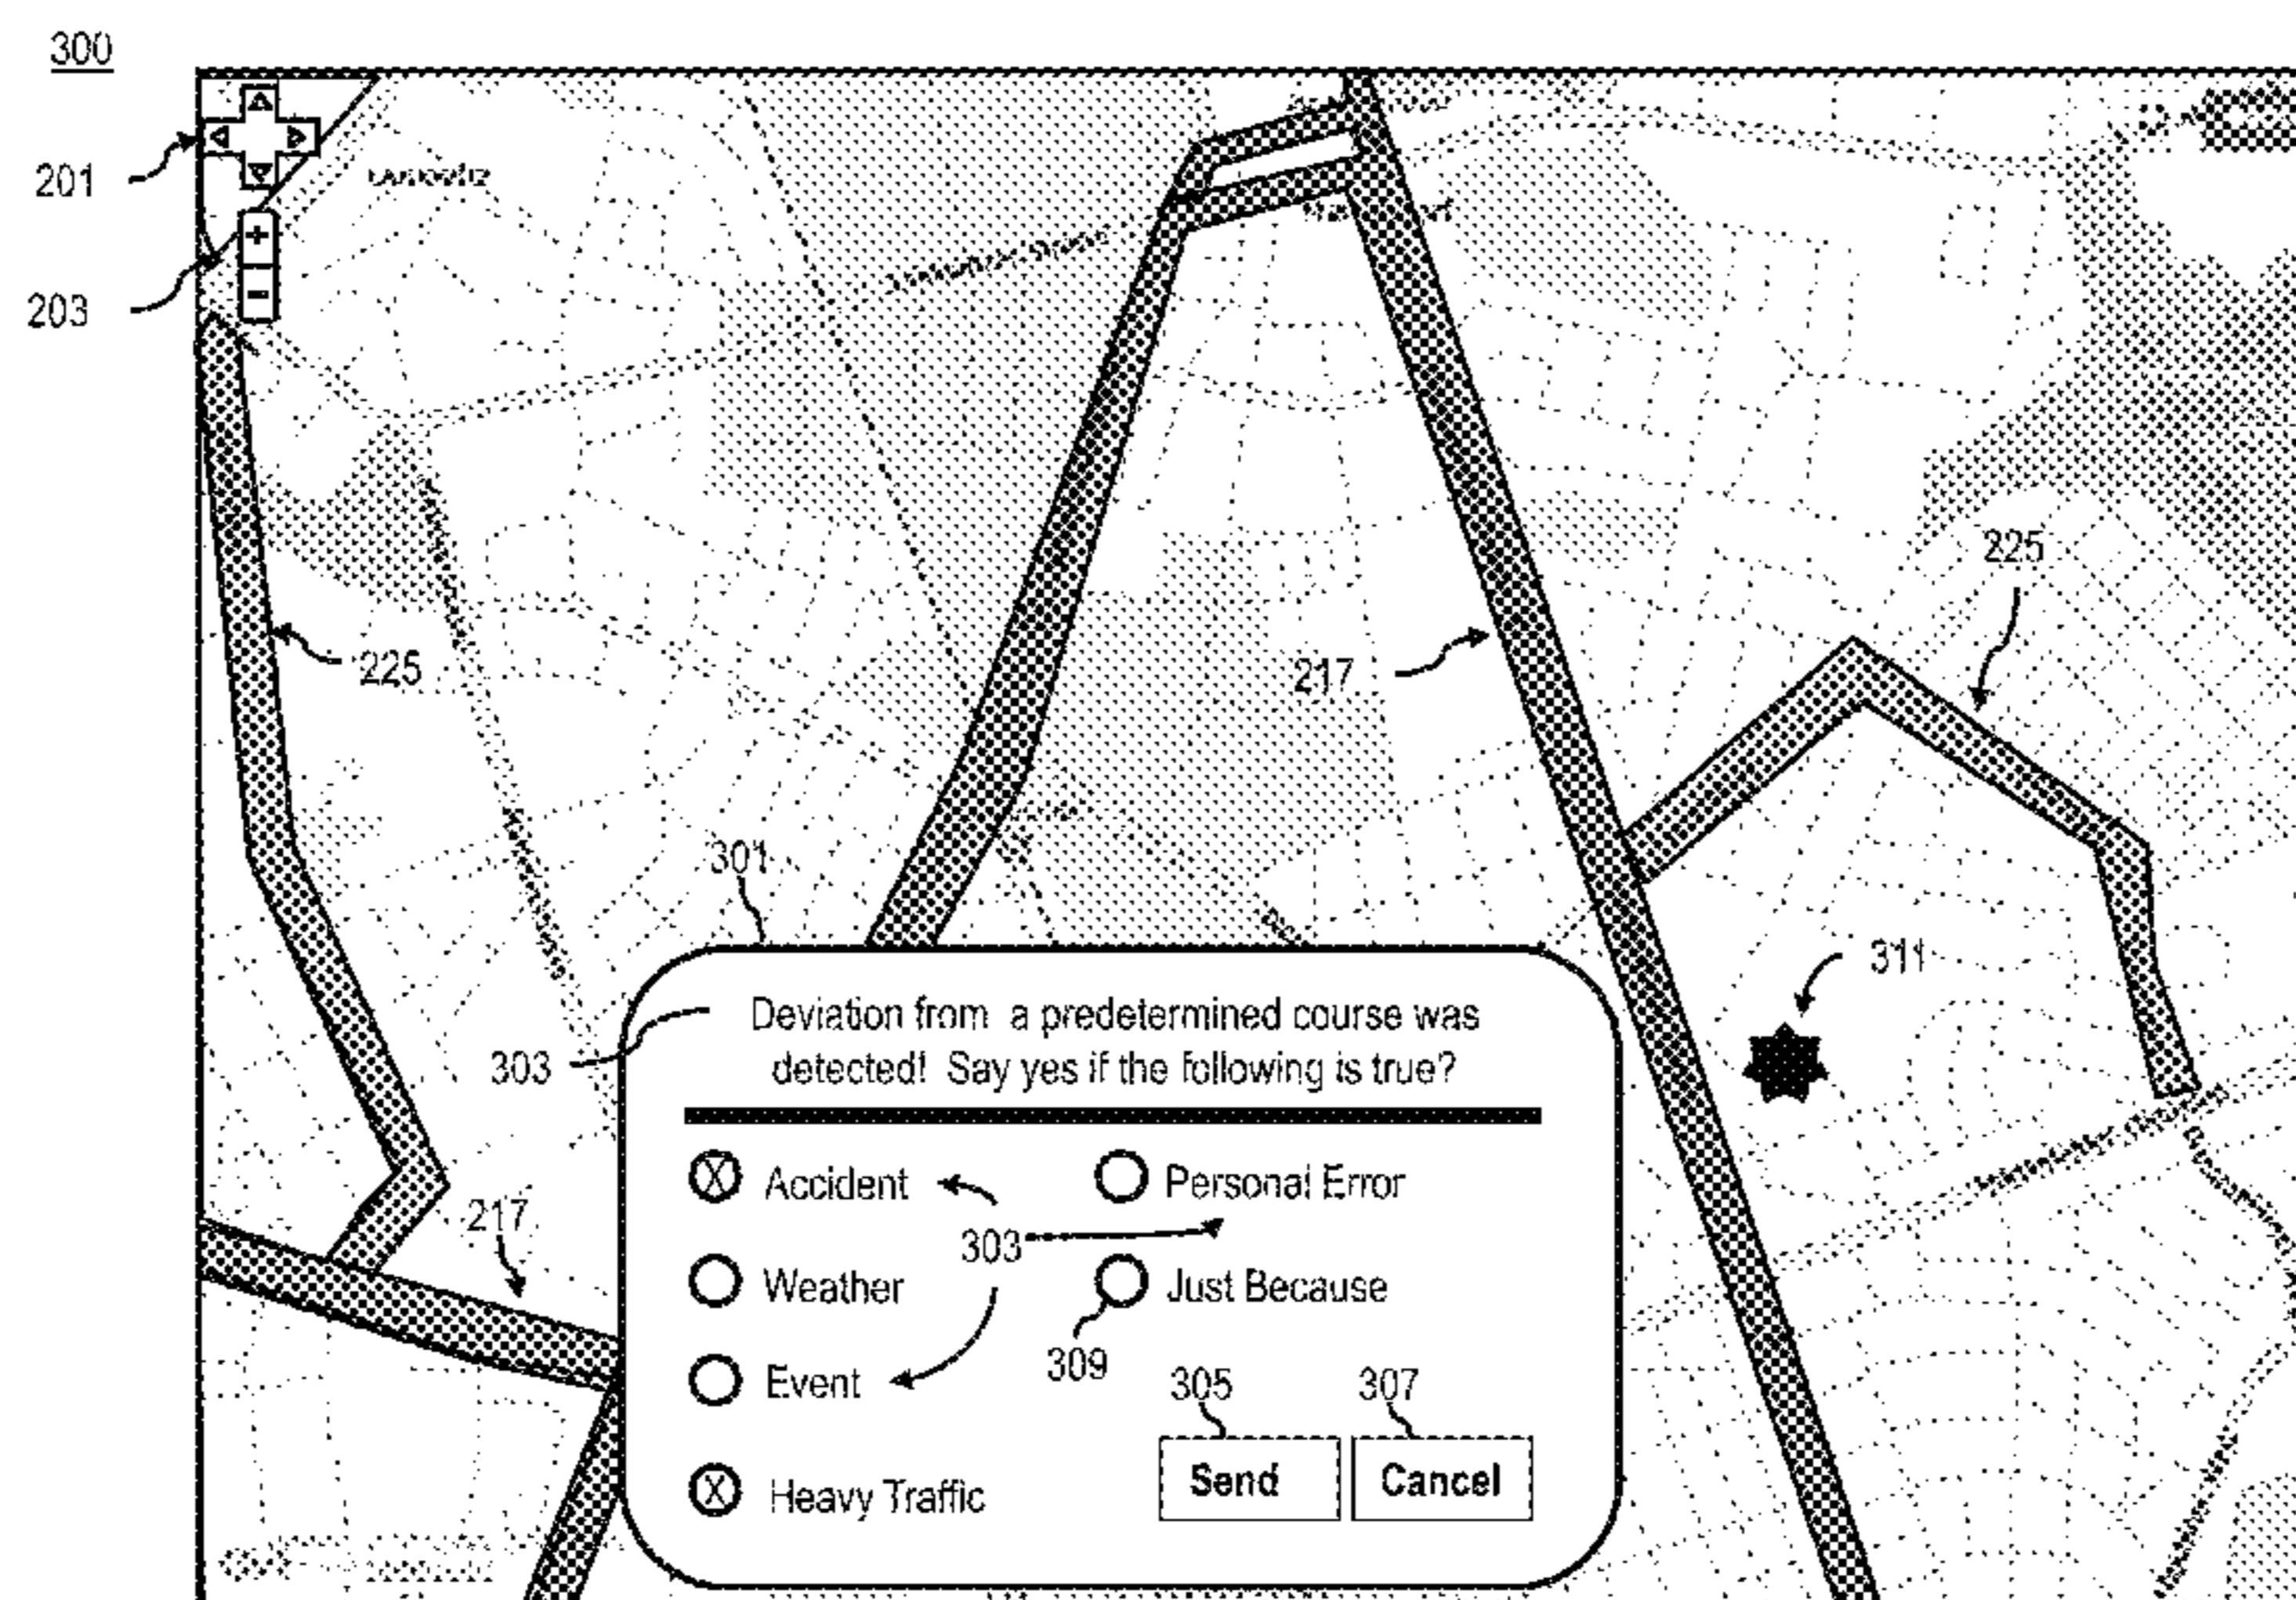 300
201
203
+
−
225
225
217
301
311
303
Deviation from a predetermined course was
detected! Say yes if the following is true?
X Accident
Personal Error
217
303
Weather
Just Because
309
Event
305
307
X Heavy Traffic
Send
Cancel